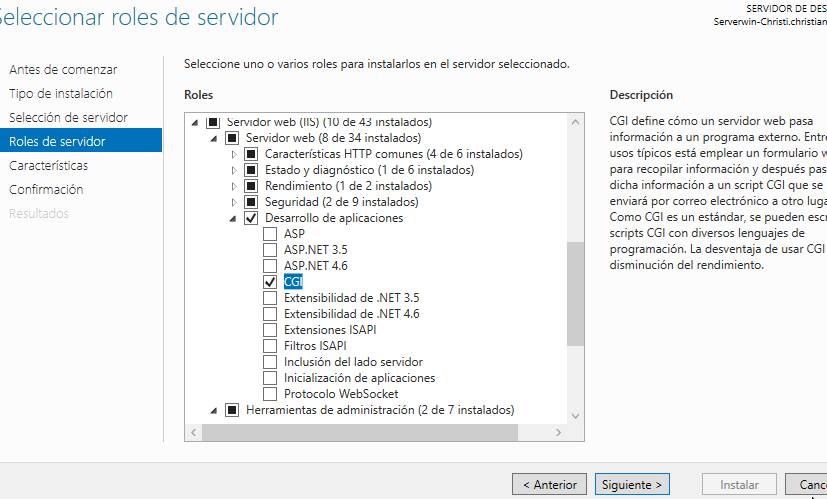 Seleccionar roles de servidor
SERVIDOR DE DES
Serverwin-Christi.christian
Antes de comenzar
Tipo de instalación
Selección de servidor
Roles de servidor
Características
Confirmación
Resultados
Seleccione uno o varios roles para instalarlos en el servidor seleccionado.
Roles
Servidor web (IIS) (10 de 43 instalados)
Servidor web (8 de 34 instalados)
Características HTTP comunes (4 de 6 instalados)
Estado y diagnóstico (1 de 6 instalados)
Rendimiento (1 de 2 instalados)
Seguridad (2 de 9 instalados)
Desarrollo de aplicaciones
ASP
ASP.NET 3.5
ASP.NET 4.6
CGI
Extensibilidad de .NET 3.5
Extensibilidad de .NET 4.6
Extensiones ISAPI
Filtros ISAPI
Inclusión del lado servidor
Inicialización de aplicaciones
Protocolo WebSocket
Herramientas de administración (2 de 7 instalados)
Descripción
CGI define cómo un servidor web pasa
información a un programa externo. Entre
usos típicos está emplear un formulario w
para recopilar información y después pas
dicha información a un script CGI que se
enviará por correo electrónico a otro luga
Como CGI es un estándar, se pueden escr
scripts CGI con diversos lenguajes de
programación. La desventaja de usar CGI
disminución del rendimiento.
< Anterior
Siguiente >
Instalar
Canc